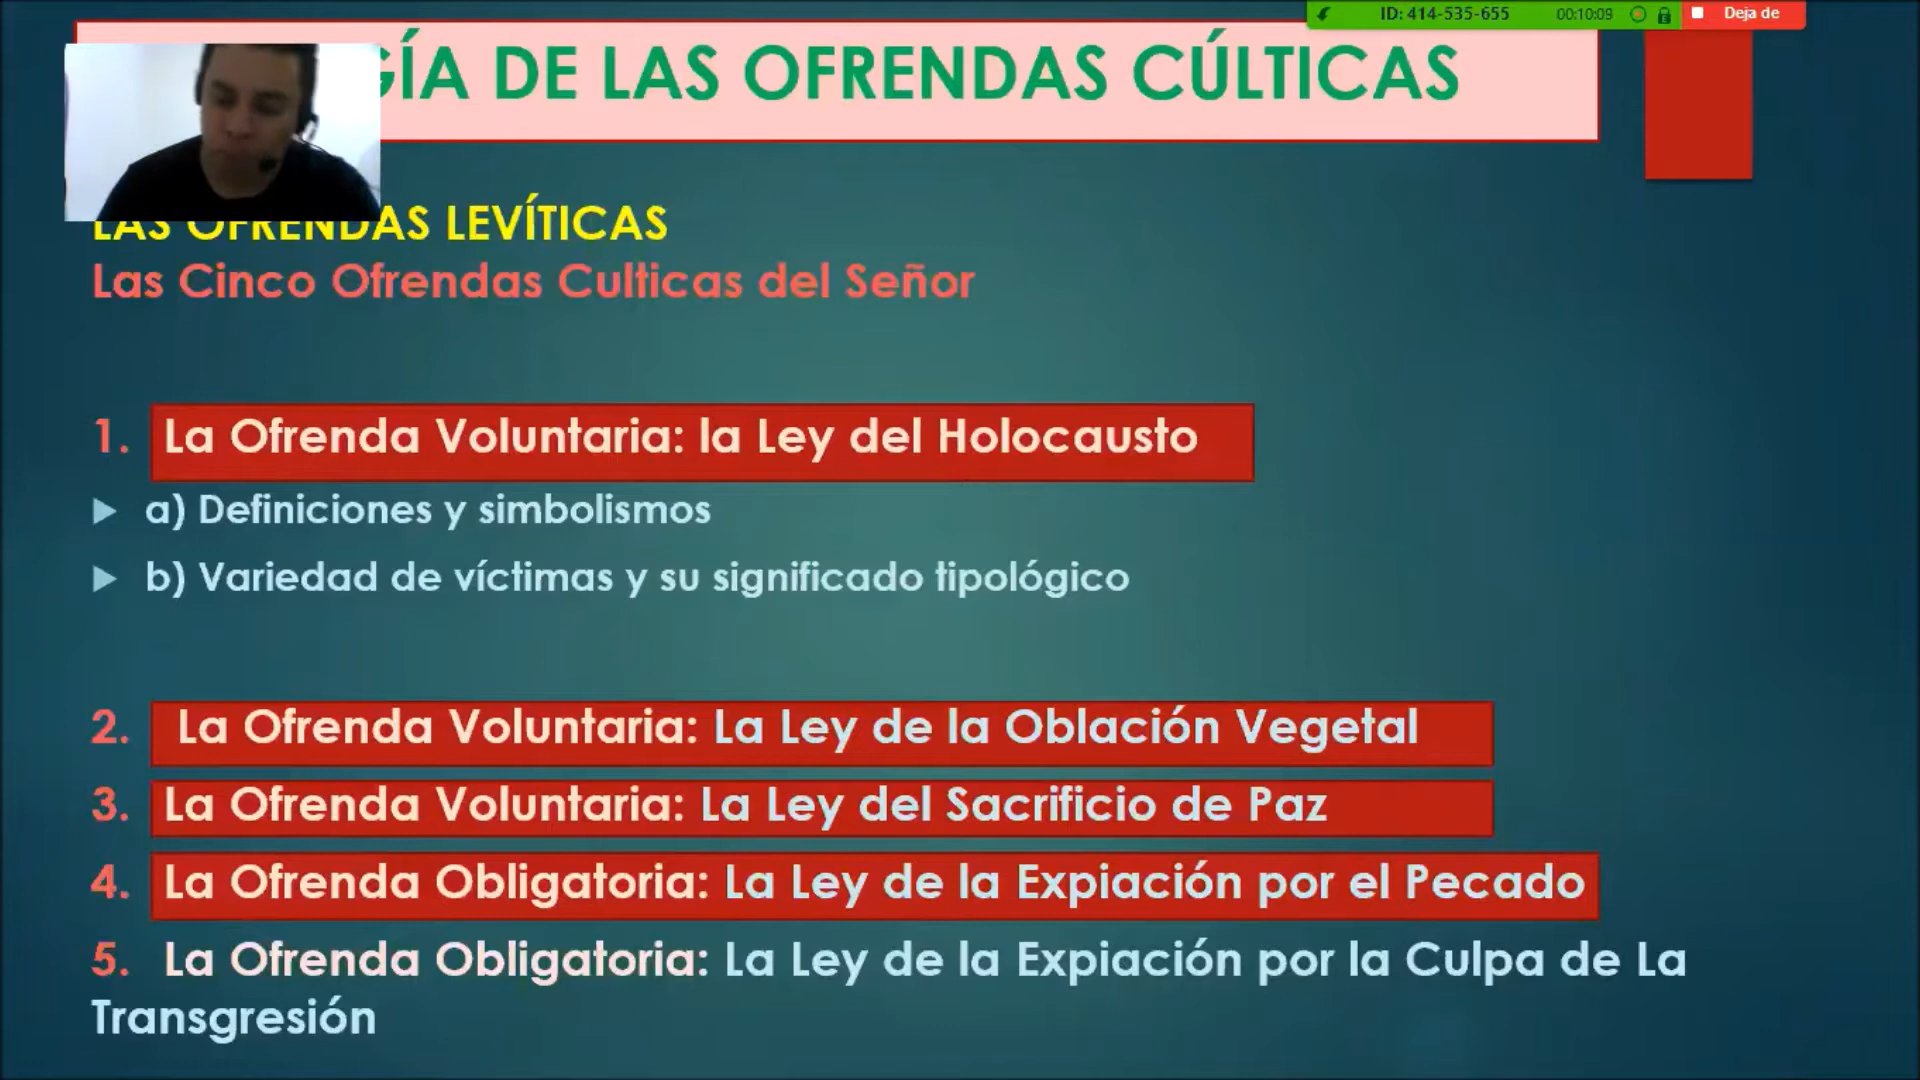 ID: 414-535-655 00:10:09 Deja de
GÍA DE LAS OFRENDAS CÚLTICAS
LAS OFRENDAS LEVÍTICAS
Las Cinco Ofrendas Culticas del Señor
1. La Ofrenda Voluntaria: la Ley del Holocausto
a) Definiciones y simbolismos
b) Variedad de víctimas y su significado tipológico
2. La Ofrenda Voluntaria: La Ley de la Oblación Vegetal
3. La Ofrenda Voluntaria: La Ley del Sacrificio de Paz
4. La Ofrenda Obligatoria: La Ley de la Expiación por el Pecado
5. La Ofrenda Obligatoria: La Ley de la Expiación por la Culpa de La
Transgresión